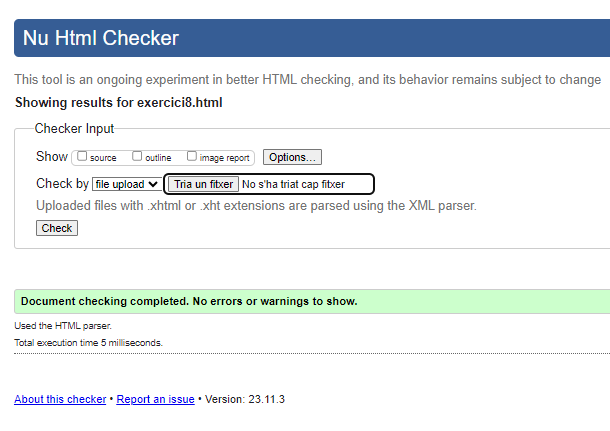 Nu Html Checker
This tool is an ongoing experiment in better HTML checking, and its behavior remains subject to change
Showing results for exercici8.html
Checker Input
Show source outline image report Options...
Check by file upload Tria un fitxer No s'ha triat cap fitxer
Uploaded files with .xhtml or .xht extensions are parsed using the XML parser.
Check
Document checking completed. No errors or warnings to show.
Used the HTML parser.
Total execution time 5 milliseconds.
About this checker • Report an issue • Version: 23.11.3